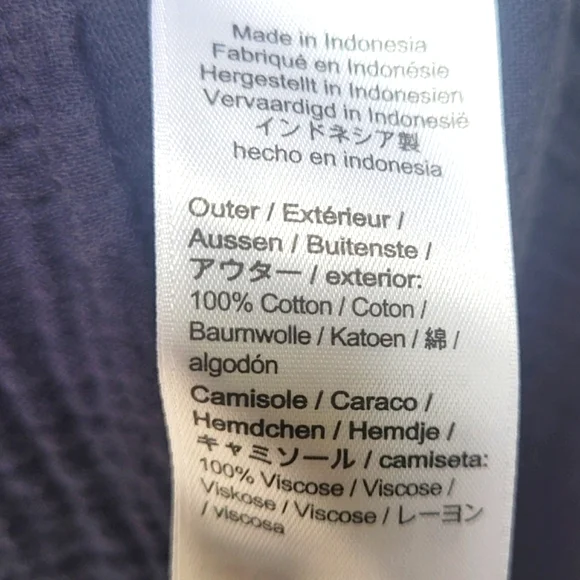 Made in Indonesia
Fabriqué en Indonésie
Hergestellt in Indonesien
Vervaardigd in Indonesië
インドネシア製
hecho en indonesia
Outer / Extérieur /
Aussen / Buitenste /
アウター / exterior:
100% Cotton / Coton /
Baumwolle / Katoen / 綿 /
algodón
Camisole / Caraco /
Hemdchen / Hemdje /
キャミソール / camiseta:
100% Viscose / Viscose /
Viskose / Viscose / レーヨン
/ viscosa